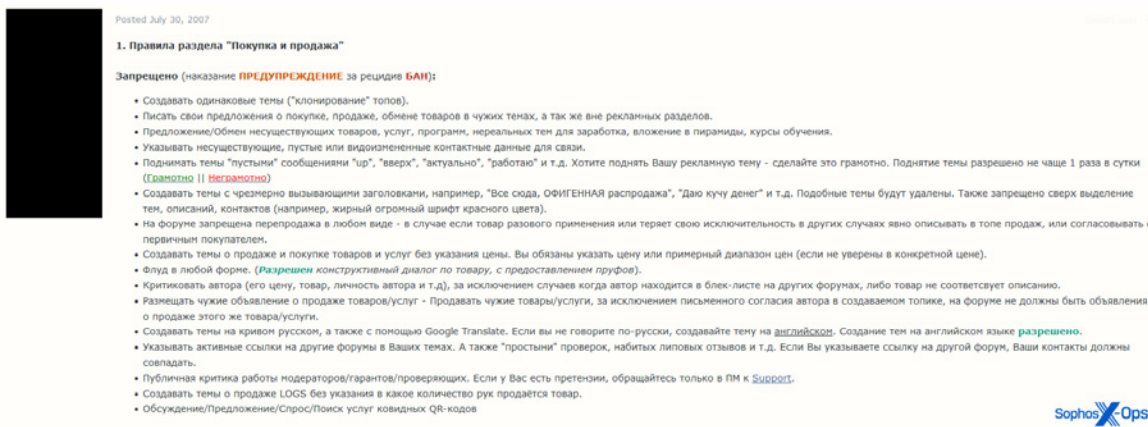 Posted July 30, 2007
1. Правила раздела "Покупка и продажа"
Запрещено (наказание ПРЕДУПРЕЖДЕНИЕ за рецидив БАН):
• Создавать одинаковые темы ("клонирование" топов).
• Писать свои предложения о покупке, продаже, обмене товаров в чужих темах, а так же вне рекламных разделов.
• Предложение/Обмен несуществующих товаров, услуг, программ, нереальных тем для заработка, вложение в пирамиды, курсы обучения.
• Указывать несуществующие, пустые или видоизмененные контактные данные для связи.
• Поднимать темы "пустыми" сообщениями "up", "вверх", "актуально", "работаю" и т.д. Хотите поднять Вашу рекламную тему - сделайте это грамотно. Поднятие темы разрешено не чаще 1 раза в сутки
(Грамотно || Неграмотно)
• Создавать темы с чрезмерно вызывающими заголовками, например, "Все сюда, ОФИГЕННАЯ распродажа", "Даю кучу денег" и т.д. Подобные темы будут удалены. Также запрещено сверх выделение
тем, описаний, контактов (например, жирный огромный шрифт красного цвета).
• На форуме запрещена перепродажа в любом виде - в случае если товар разового применения или теряет свою исключительность в других случаях явно описывать в топе продаж, или согласовывать с
первичным покупателем.
• Создавать темы о продаже и покупке товаров и услуг без указания цены. Вы обязаны указать цену или примерный диапазон цен (если не уверены в конкретной цене).
• Флуд в любой форме. (Разрешен конструктивный диалог по товару, с предоставлением пруфов).
• Критиковать автора (его цену, товар, личность автора и т.д), за исключением случаев когда автор находится в блек-листе на других форумах, либо товар не соответсвует описанию.
• Размещать чужие объявление о продаже товаров/услуг - Продавать чужие товары/услуги, за исключением письменного согласия автора в создаваемом топике, на форуме не должны быть объявления
о продаже этого же товара/услуги.
• Создавать темы на кривом русском, а также с помощью Google Translate. Если вы не говорите по-русски, создавайте тему на английском. Создание тем на английском языке разрешено.
• Указывать активные ссылки на другие форумы в Ваших темах. А также "простыни" проверок, набитых липовых отзывов и т.д. Если Вы указываете ссылку на другой форум, Ваши контакты должны
совпадать.
• Публичная критика работы модераторов/гарантов/проверяющих. Если у Вас есть претензии, обращайтесь только в ПМ к Support.
• Создавать темы о продаже LOGS без указания в какое количество рук продаётся товар.
• Обсуждение/Предложение/Спрос/Поиск услуг ковидных QR-кодов
Sophos X-Ops